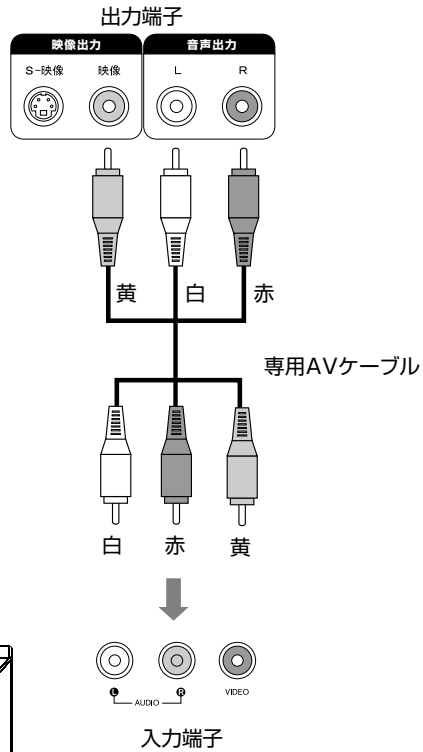 出力端子
映像出力 音声出力
S-映像 映像 L R
黄 白 赤
専用AVケーブル
白 赤 黄
L AUDIO R VIDEO
入力端子